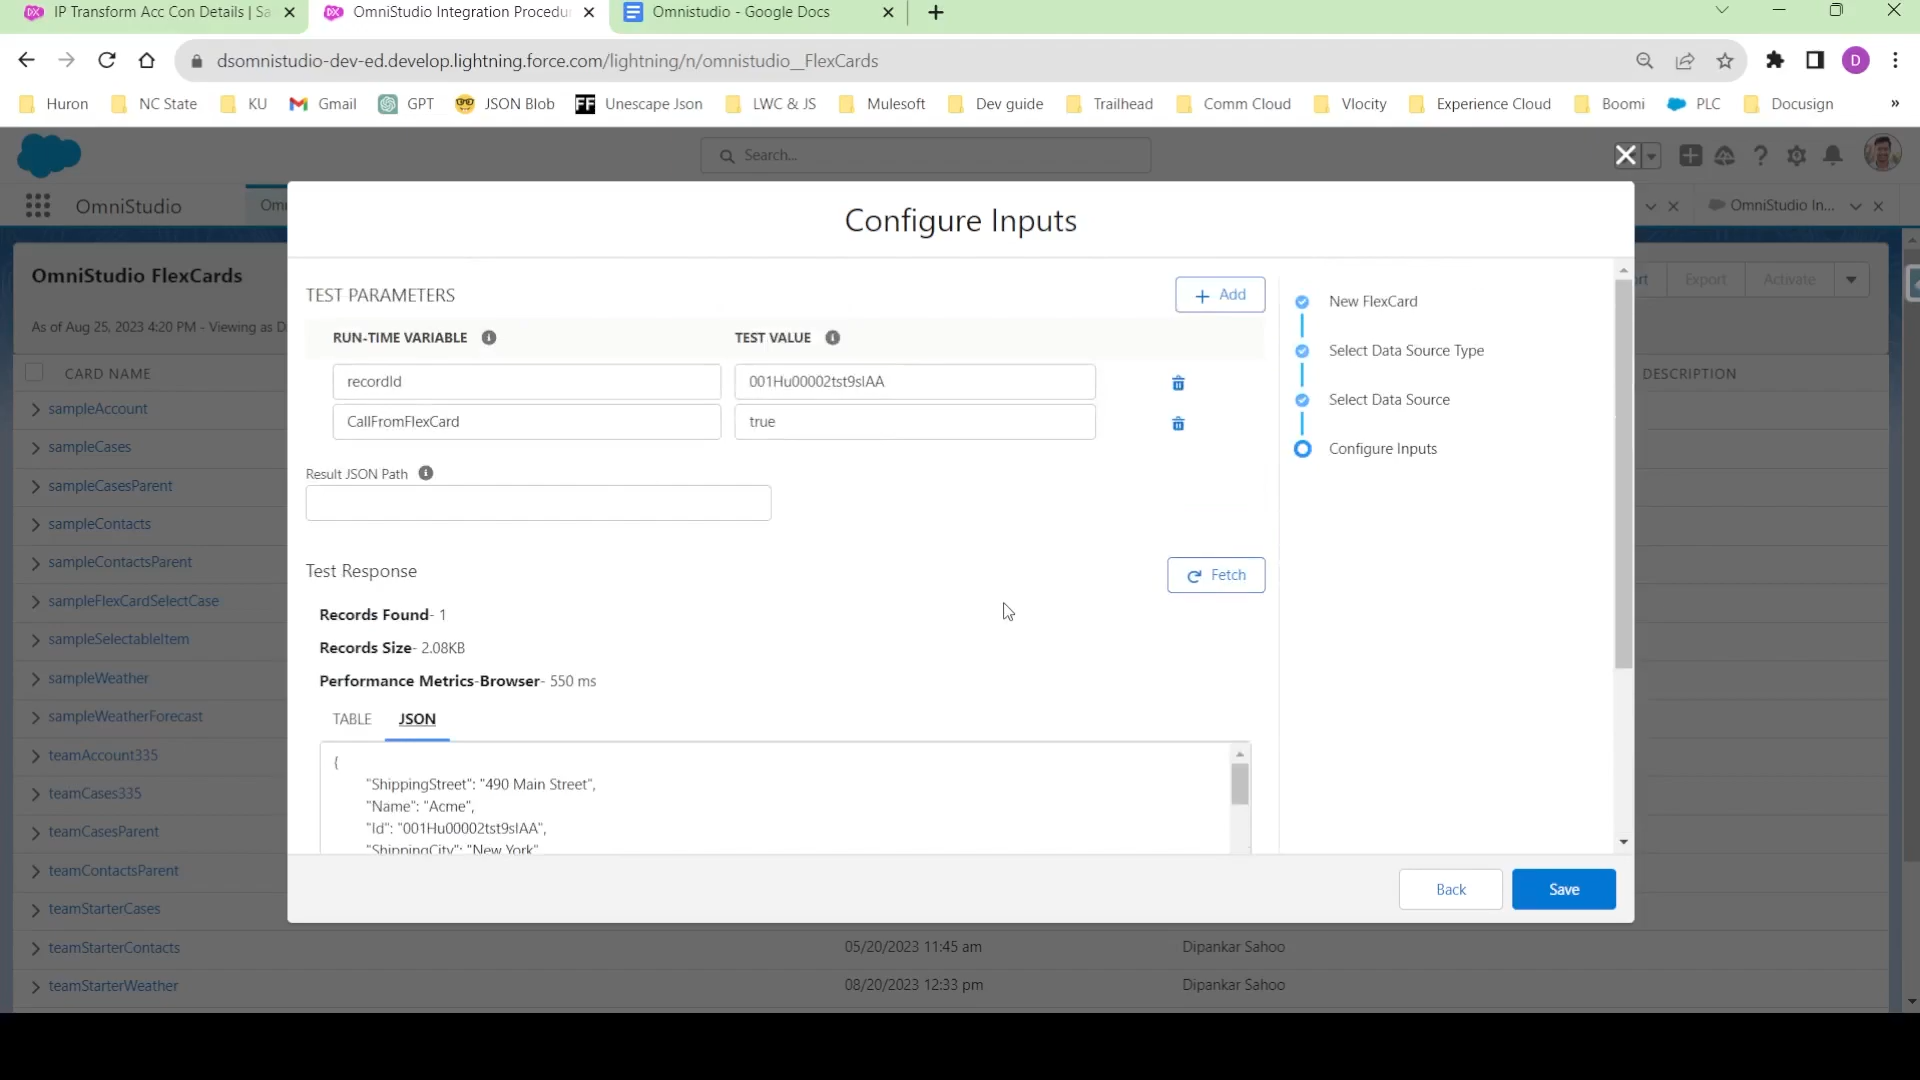 IP Transform Acc Con Details | Sa
OmniStudio Integration Procedur
Omnistudio - Google Docs
dsomnistudio-dev-ed.develop.lightning.force.com/lightning/n/omnistudio__FlexCards
D
Huron
NC State
KU
Gmail
GPT
JSON Blob
FF Unescape Json
LWC & JS
Mulesoft
Dev guide
Trailhead
Comm Cloud
Vlocity
Experience Cloud
Boomi
PLC
Docusign
»
Search...
OmniStudio
Omn
OmniStudio In...
Configure Inputs
OmniStudio FlexCards
As of Aug 25, 2023 4:20 PM - Viewing as D
rt
Export
Activate
TEST PARAMETERS
+ Add
RUN-TIME VARIABLE
TEST VALUE
recordId
001Hu00002tst9sIAA
CallFromFlexCard
true
Result JSON Path
Test Response
Fetch
Records Found- 1
Records Size- 2.08KB
Performance Metrics-Browser- 550 ms
TABLE
JSON
{
"ShippingStreet": "490 Main Street",
"Name": "Acme",
"Id": "001Hu00002tst9sIAA",
"ShippingCity": "New York"
New FlexCard
Select Data Source Type
Select Data Source
Configure Inputs
Back
Save
CARD NAME
DESCRIPTION
sampleAccount
sampleCases
sampleCasesParent
sampleContacts
sampleContactsParent
sampleFlexCardSelectCase
sampleSelectableItem
sampleWeather
sampleWeatherForecast
teamAccount335
teamCases335
teamCasesParent
teamContactsParent
teamStarterCases
teamStarterContacts
05/20/2023 11:45 am
Dipankar Sahoo
teamStarterWeather
08/20/2023 12:33 pm
Dipankar Sahoo